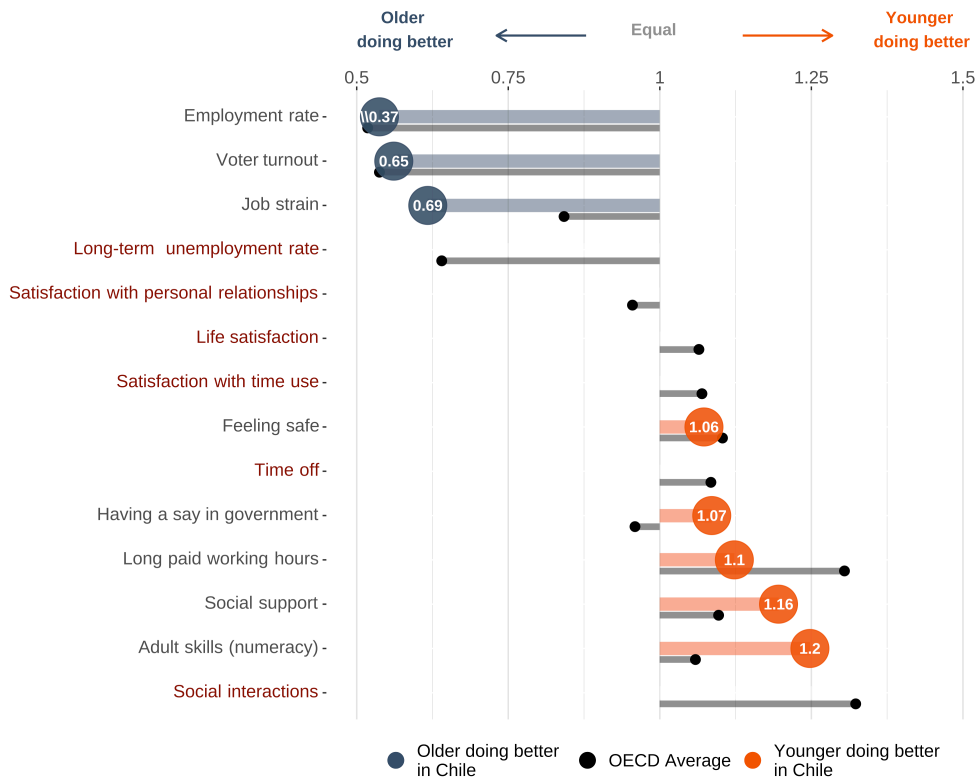 Older
doing better
Equal
Younger
doing better
0.5
0.75
1
1.25
1.5
Employment rate
\\0.37
Voter turnout
0.65
Job strain
0.69
Long-term  unemployment rate
Satisfaction with personal relationships
Life satisfaction
Satisfaction with time use
Feeling safe
1.06
Time off
Having a say in government
1.07
Long paid working hours
1.1
Social support
1.16
Adult skills (numeracy)
1.2
Social interactions
Older doing better
in Chile
OECD Average
Younger doing better
in Chile